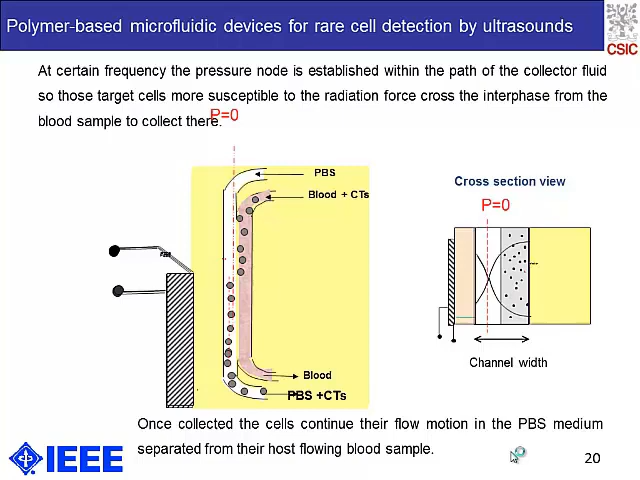 Polymer-based microfluidic devices for rare cell detection by ultrasounds
CSIC
At certain frequency the pressure node is established within the path of the collector fluid
so those target cells more susceptible to the radiation force cross the interphase from the
blood sample to collect there.
P=0
PBS
Blood + CTs
Blood
PBS +CTs
Cross section view
P=0
Channel width
Once collected the cells continue their flow motion in the PBS medium
separated from their host flowing blood sample.
IEEE
20